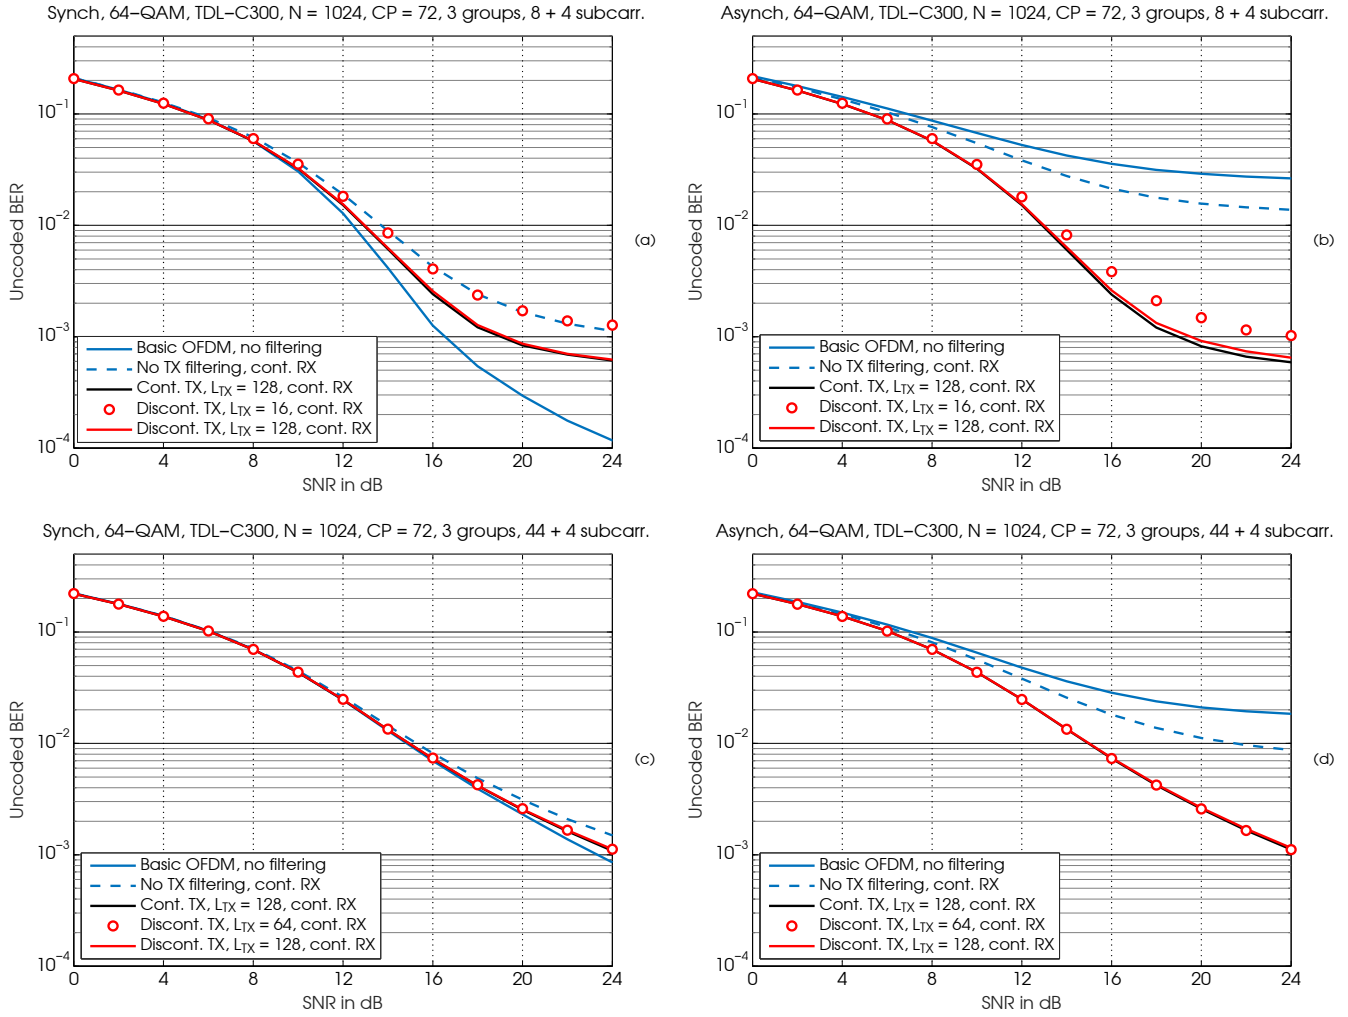 Synch, 64−QAM, TDL−C300, N = 1024, CP = 72, 3 groups, 8 + 4 subcarr.
10−1
10−2
10−3
10−4
Uncoded BER
Basic OFDM, no filtering
No TX filtering, cont. RX
Cont. TX, LTX = 128, cont. RX
Discont. TX, LTX = 16, cont. RX
Discont. TX, LTX = 128, cont. RX
0 4 8 12 16 20 24
SNR in dB
(a)
Asynch, 64−QAM, TDL−C300, N = 1024, CP = 72, 3 groups, 8 + 4 subcarr.
10−1
10−2
10−3
10−4
Uncoded BER
Basic OFDM, no filtering
No TX filtering, cont. RX
Cont. TX, LTX = 128, cont. RX
Discont. TX, LTX = 16, cont. RX
Discont. TX, LTX = 128, cont. RX
0 4 8 12 16 20 24
SNR in dB
(b)
Synch, 64−QAM, TDL−C300, N = 1024, CP = 72, 3 groups, 44 + 4 subcarr.
10−1
10−2
10−3
10−4
Uncoded BER
Basic OFDM, no filtering
No TX filtering, cont. RX
Cont. TX, LTX = 128, cont. RX
Discont. TX, LTX = 64, cont. RX
Discont. TX, LTX = 128, cont. RX
0 4 8 12 16 20 24
SNR in dB
(c)
Asynch, 64−QAM, TDL−C300, N = 1024, CP = 72, 3 groups, 44 + 4 subcarr.
10−1
10−2
10−3
10−4
Uncoded BER
Basic OFDM, no filtering
No TX filtering, cont. RX
Cont. TX, LTX = 128, cont. RX
Discont. TX, LTX = 64, cont. RX
Discont. TX, LTX = 128, cont. RX
0 4 8 12 16 20 24
SNR in dB
(d)